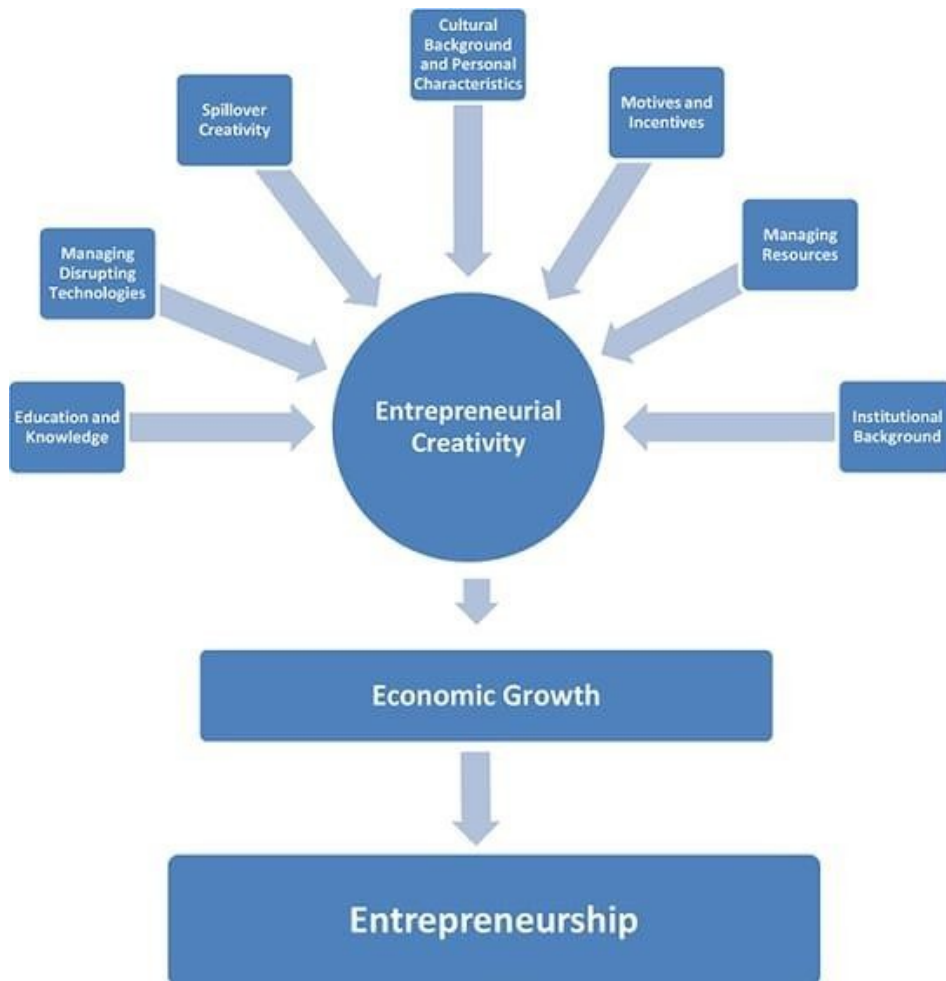 Cultural
Background
and Personal
Characteristics
Spillover
Creativity
Motives and
Incentives
Managing
Disrupting
Technologies
Managing
Resources
Education and
Knowledge
Entrepreneurial
Creativity
Institutional
Background
Economic Growth
Entrepreneurship